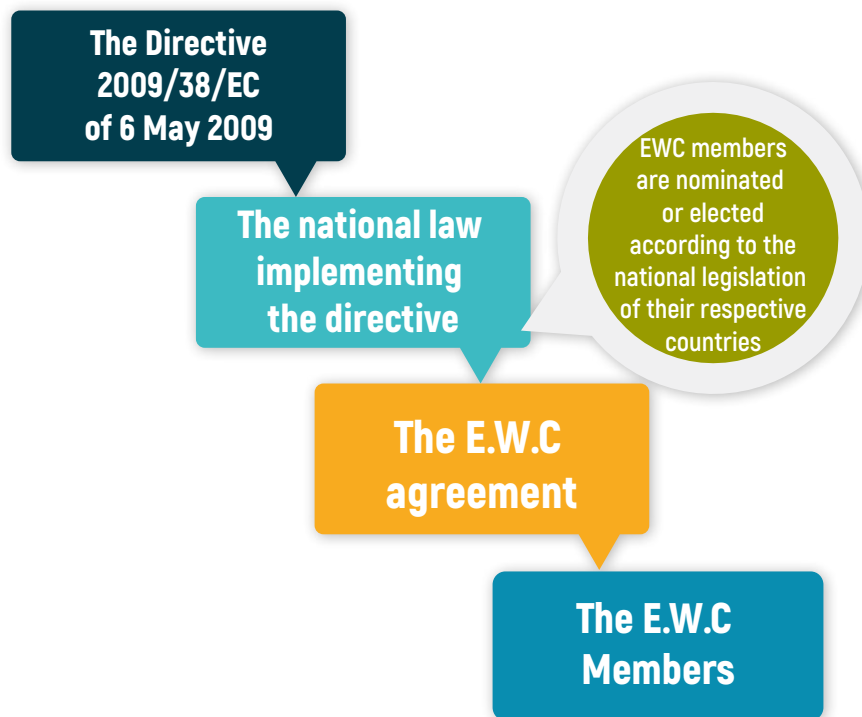 The Directive
2009/38/EC
of 6 May 2009
The national law
implementing
the directive
EWC members
are nominated
or elected
according to the
national legislation
of their respective
countries
The E.W.C
agreement
The E.W.C
Members